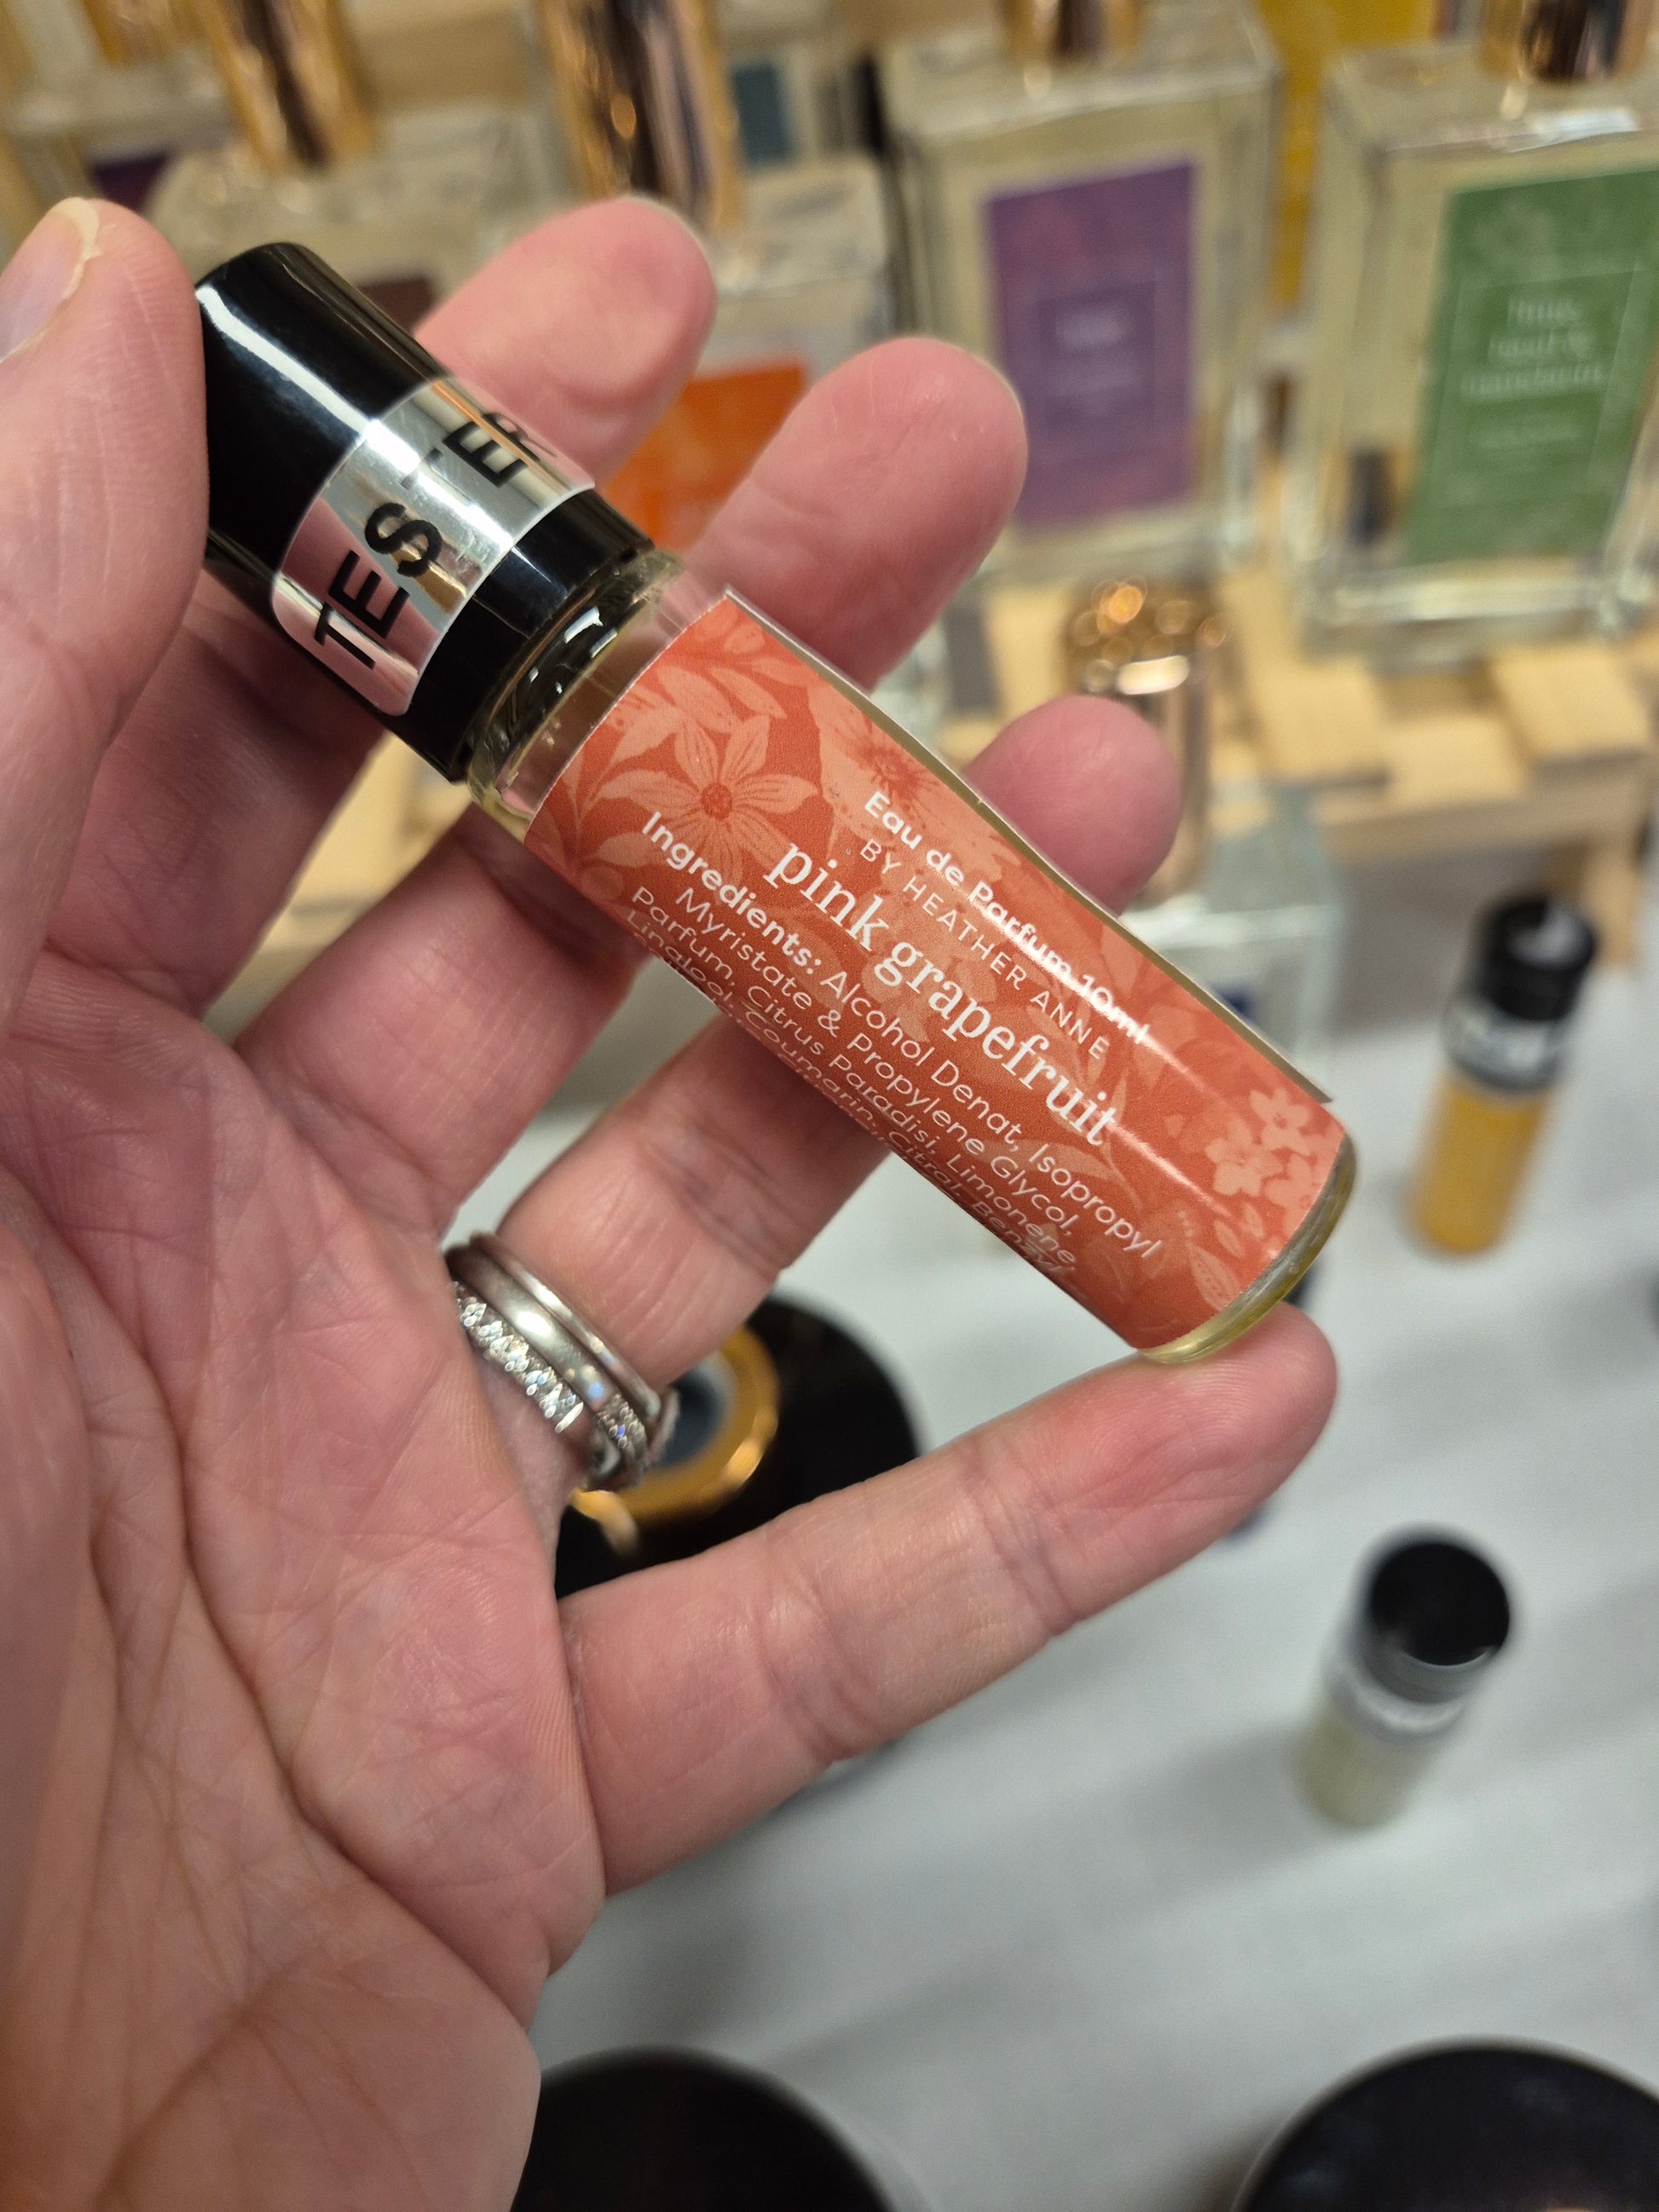 TESTER
Eau de Parfum 10ml
BY HEATHER ANNE
pink grapefruit
Ingredients: Alcohol Denat, Isopropyl
Myristate & Propylene Glycol,
Parfum, Citrus Paradisi, Limonene,
Linalool, Coumarin, Citral, Benzyl